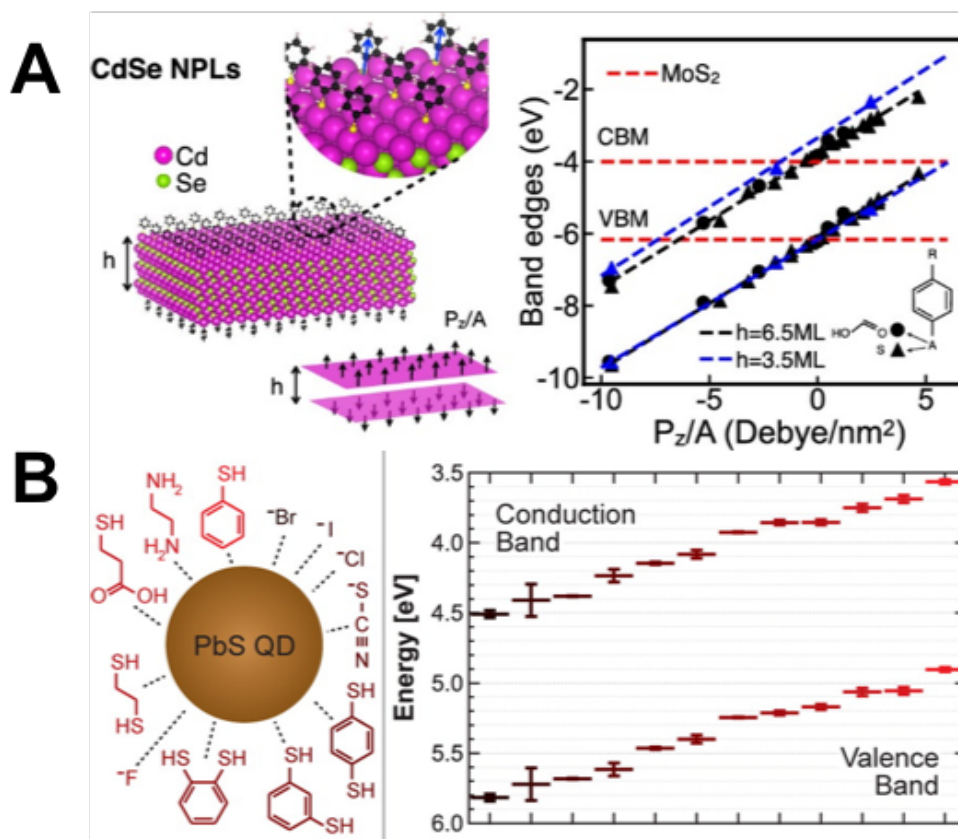 A
CdSe NPLs
Cd
Se
h
P_z/A
h
MoS₂
CBM
VBM
Band edges (eV)
-2
-4
-6
-8
-10
R
HO
O
S
A
h=6.5ML
h=3.5ML
-10
-5
0
5
P_z/A (Debye/nm²)
B
NH₂
H₂N
SH
SH
O
OH
⁻Br
⁻I
⁻Cl
⁻S
C
N
PbS QD
SH
HS
⁻F
HS
SH
SH
SH
SH
SH
Energy [eV]
3.5
4.0
4.5
5.0
5.5
6.0
Conduction
Band
Valence
Band